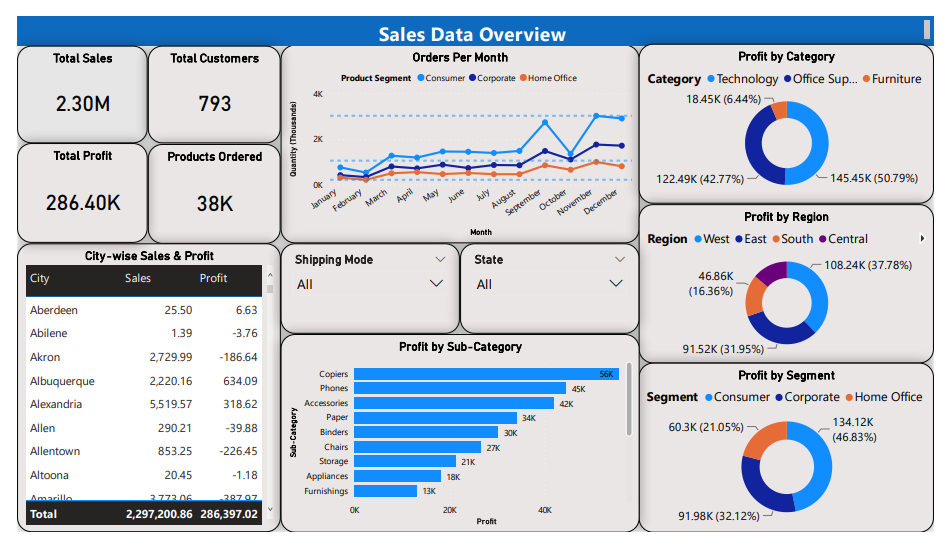 Sales Data Overview
Total Sales
2.30M
Total Customers
793
Total Profit
286.40K
Products Ordered
38K
Orders Per Month
Product Segment Consumer Corporate Home Office
Quantity (Thousands)
4K
2K
0K
January
February
March
April
May
June
July
August
September
October
November
December
Month
Profit by Category
Category Technology Office Sup... Furniture
18.45K (6.44%)
122.49K (42.77%)
145.45K (50.79%)
Profit by Region
Region West East South Central
108.24K (37.78%)
46.86K
(16.36%)
91.52K (31.95%)
Profit by Segment
Segment Consumer Corporate Home Office
60.3K (21.05%)
134.12K
(46.83%)
91.98K (32.12%)
City-wise Sales & Profit
City Sales Profit
Aberdeen 25.50 6.63
Abilene 1.39 -3.76
Akron 2,729.99 -186.64
Albuquerque 2,220.16 634.09
Alexandria 5,519.57 318.62
Allen 290.21 -39.88
Allentown 853.25 -226.45
Altoona 20.45 -1.18
Amarillo 3,773.06 -387.97
Total 2,297,200.86 286,397.02
Shipping Mode
All
State
All
Profit by Sub-Category
Sub-Category
Copiers 56K
Phones 45K
Accessories 42K
Paper 34K
Binders 30K
Chairs 27K
Storage 21K
Appliances 18K
Furnishings 13K
0K 20K 40K
Profit